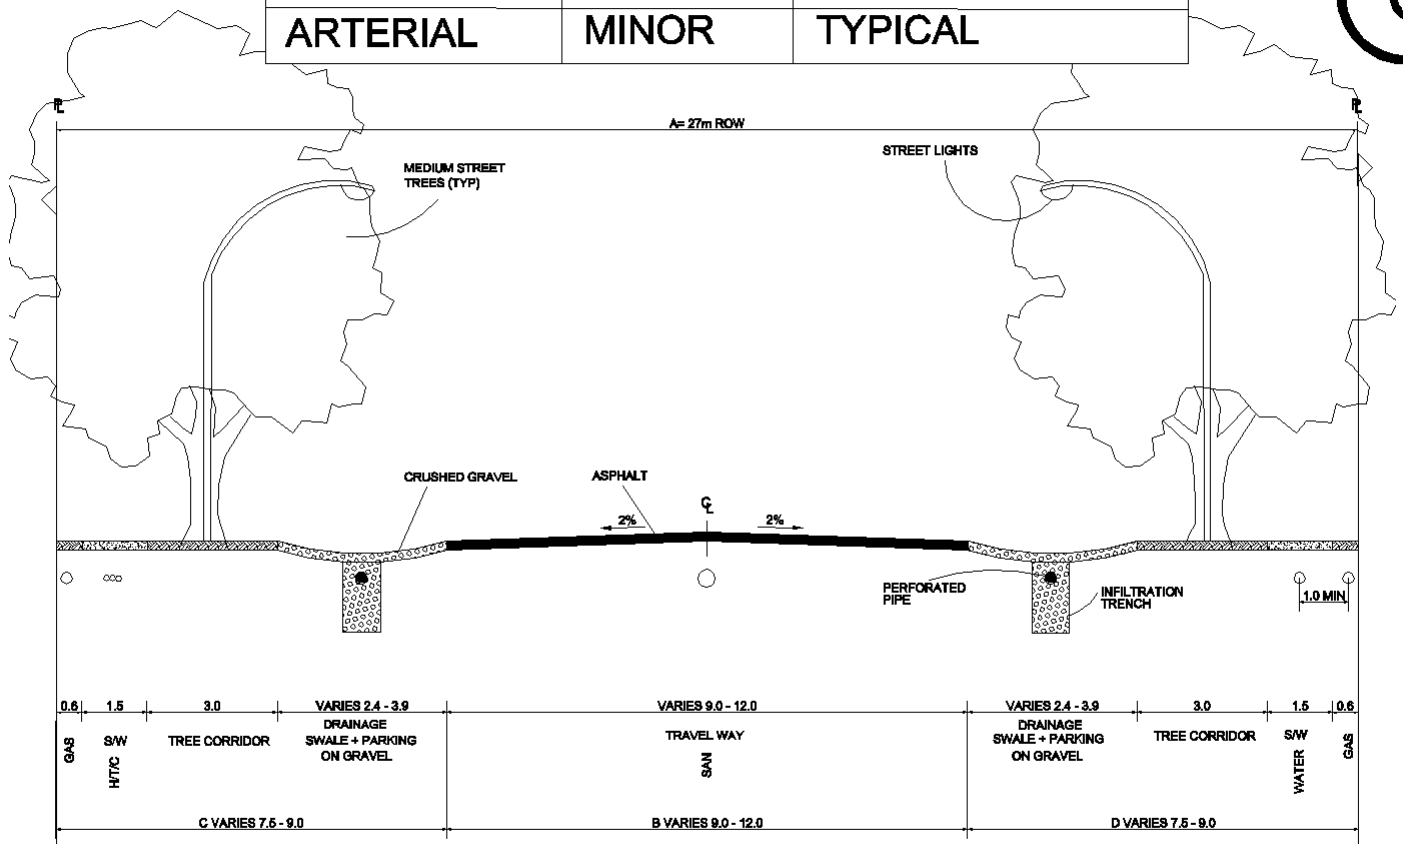 ARTERIAL MINOR TYPICAL
PL PL
A= 27m ROW
MEDIUM STREET
TREES (TYP)
STREET LIGHTS
CRUSHED GRAVEL
ASPHALT
CL
2% 2%
PERFORATED
PIPE
INFILTRATION
TRENCH
1.0 MIN
0.6 1.5 3.0 VARIES 2.4 - 3.9 VARIES 9.0 - 12.0 VARIES 2.4 - 3.9 3.0 1.5 0.6
GAS
S/W
H/T/C
TREE CORRIDOR
DRAINAGE
SWALE + PARKING
ON GRAVEL
TRAVEL WAY
SAN
DRAINAGE
SWALE + PARKING
ON GRAVEL
TREE CORRIDOR
S/W
WATER
GAS
C VARIES 7.5 - 9.0 B VARIES 9.0 - 12.0 D VARIES 7.5 - 9.0